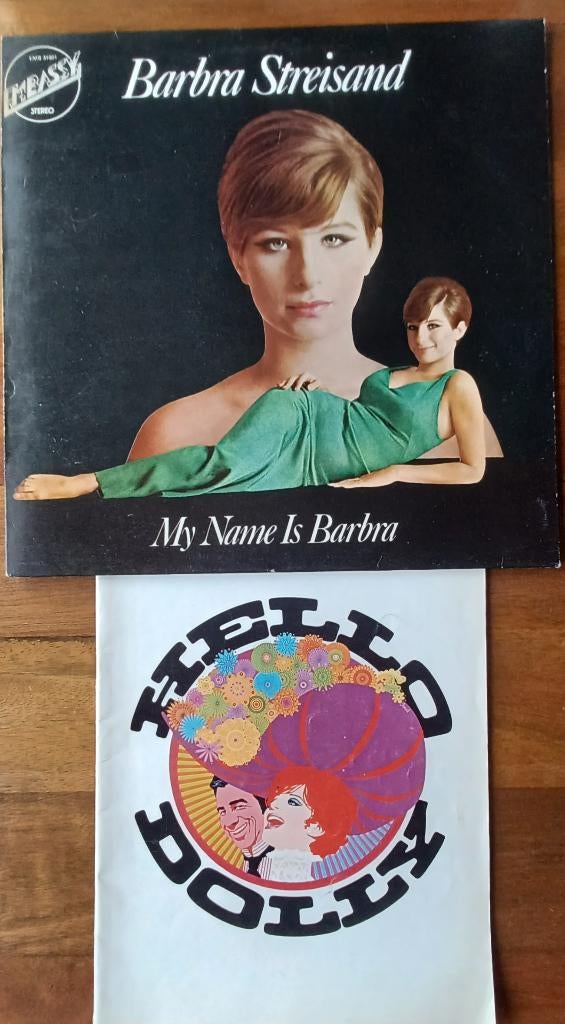 EMBASSY
STEREO
Barbra Streisand
My Name Is Barbra
HELLO
DOLLY